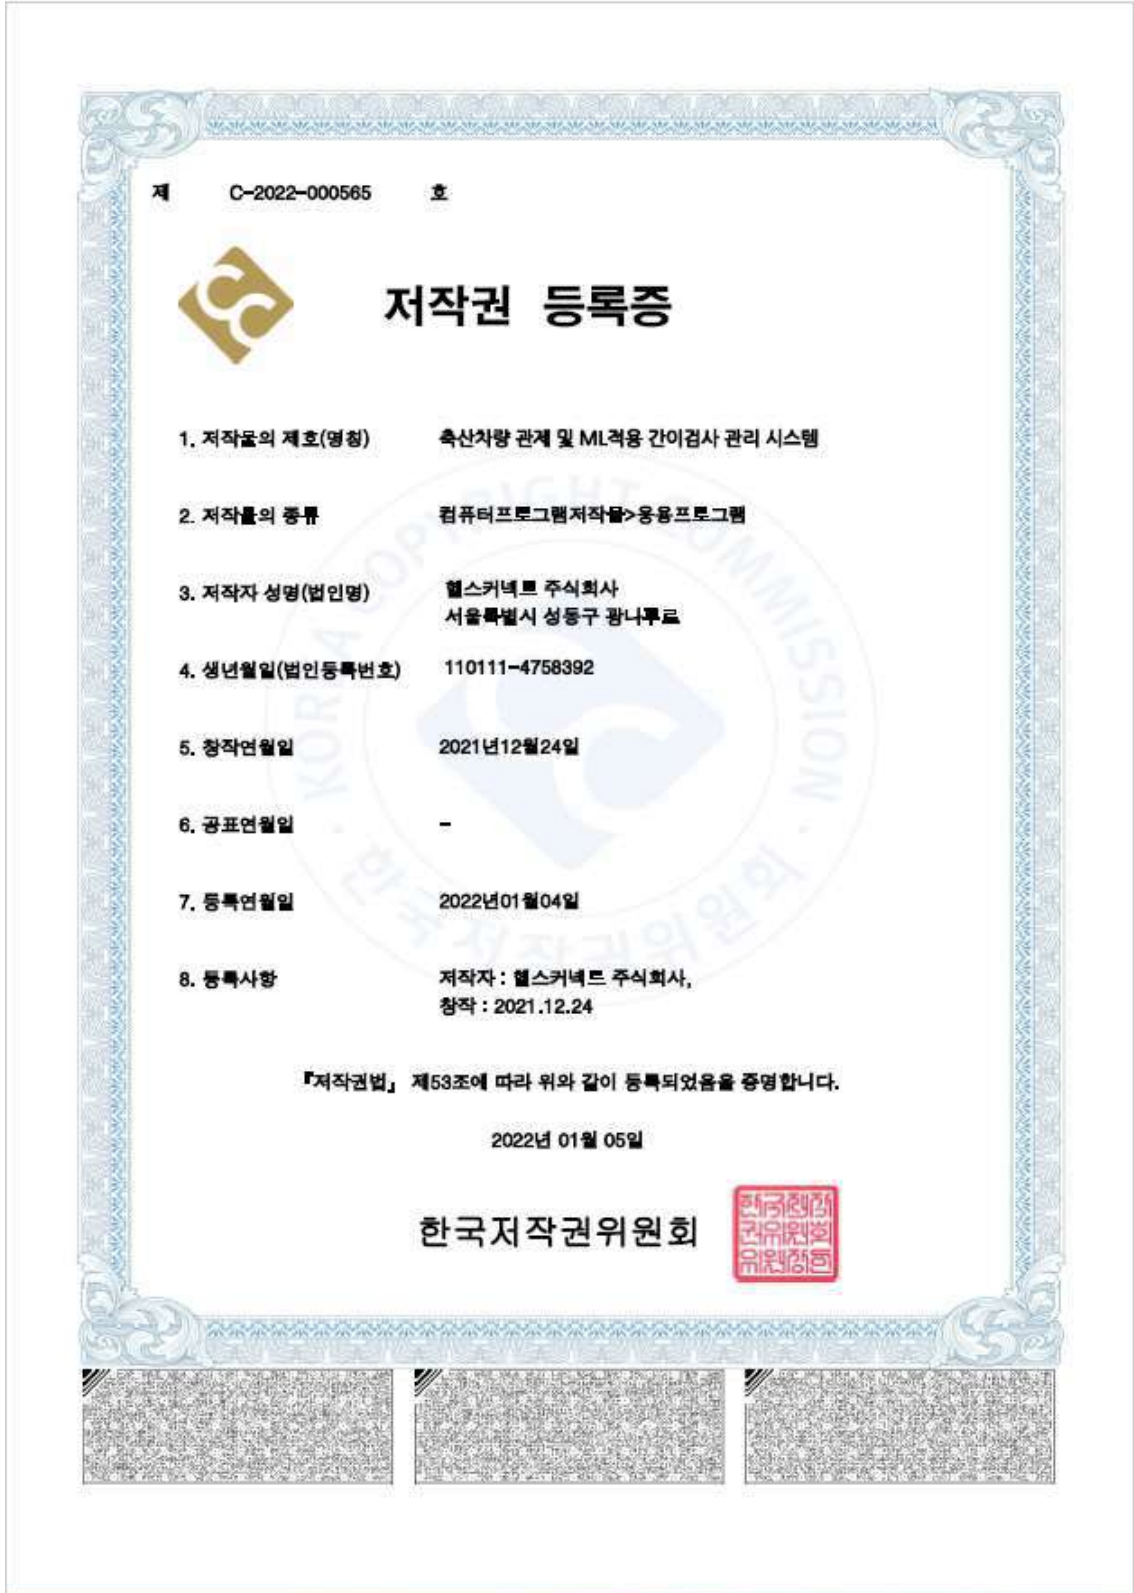 제 C-2022-000565 호
저작권 등록증
1. 저작물의 제호(명칭) 축산차량 관제 및 ML적용 간이검사 관리 시스템
2. 저작물의 종류 컴퓨터프로그램저작물>응용프로그램
3. 저작자 성명(법인명) 헬스커넥트 주식회사
서울특별시 성동구 광나루로
4. 생년월일(법인등록번호) 110111-4758392
5. 창작연월일 2021년12월24일
6. 공표연월일 -
7. 등록연월일 2022년01월04일
8. 등록사항 저작자 : 헬스커넥트 주식회사,
창작 : 2021.12.24
『저작권법』 제53조에 따라 위와 같이 등록되었음을 증명합니다.
2022년 01월 05일
한국저작권위원회
KOREA COPYRIGHT COMMISSION
한국저작권위원회